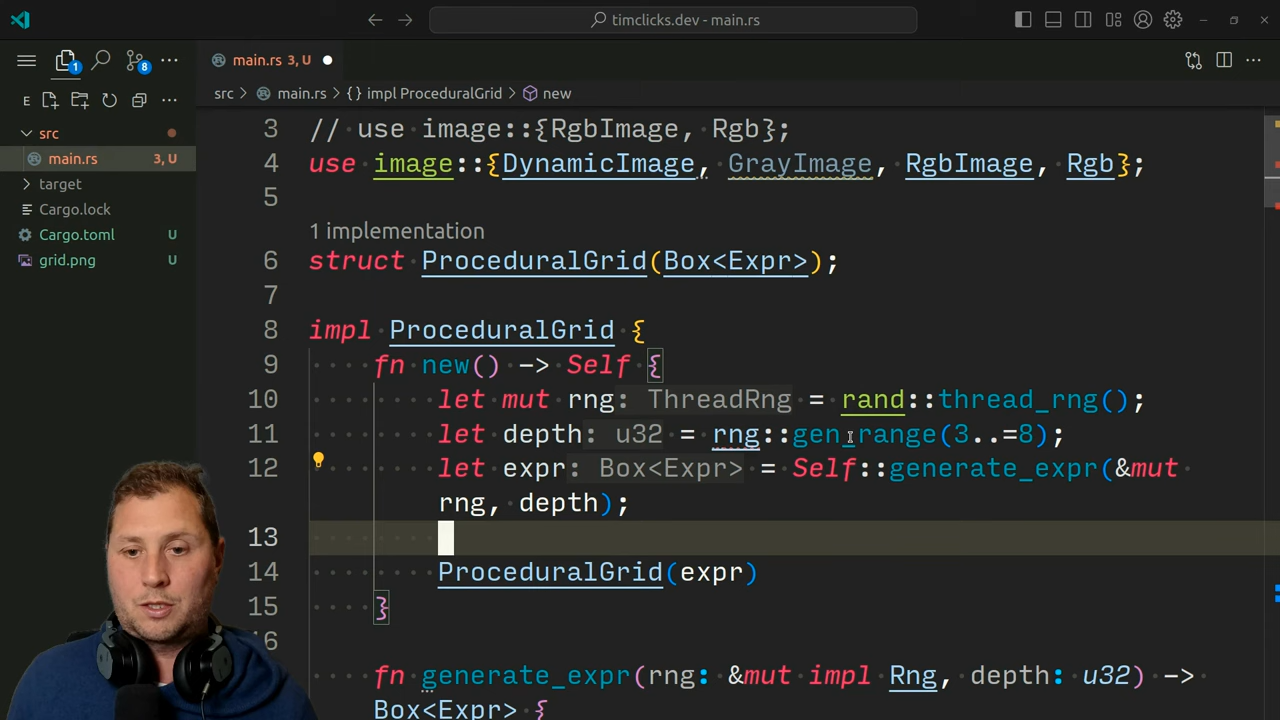 timclicks.dev - main.rs
1
8
main.rs 3, U
src > main.rs > {} impl ProceduralGrid > new
E
src
main.rs 3, U
target
Cargo.lock
Cargo.toml U
grid.png U
3 // use image::{RgbImage, Rgb};
4 use image::{DynamicImage, GrayImage, RgbImage, Rgb};
5
1 implementation
6 struct ProceduralGrid(Box<Expr>);
7
8 impl ProceduralGrid {
9 fn new() -> Self {
10 let mut rng: ThreadRng = rand::thread_rng();
11 let depth: u32 = rng::gen_range(3..=8);
12 let expr: Box<Expr> = Self::generate_expr(&mut
rng, depth);
13
14 ProceduralGrid(expr)
15 }
16
fn generate_expr(rng: &mut impl Rng, depth: u32) ->
Box<Expr> {